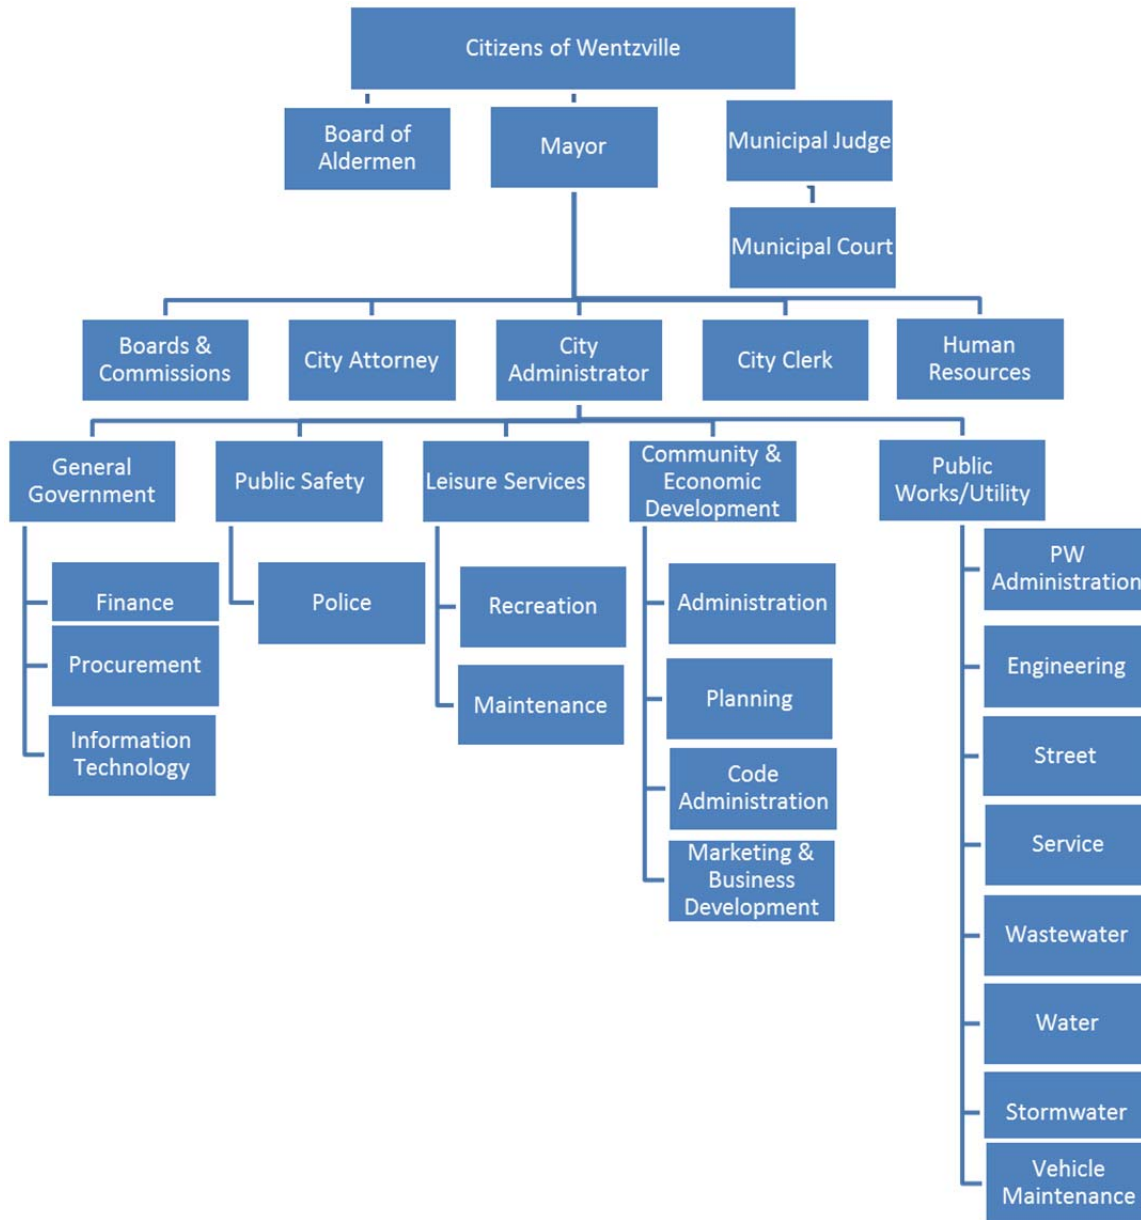 Citizens of Wentzville
Board of
Aldermen
Mayor
Municipal Judge
Municipal Court
Boards &
Commissions
City Attorney
City
Administrator
City Clerk
Human
Resources
General
Government
Public Safety
Leisure Services
Community &
Economic
Development
Public
Works/Utility
Finance
Procurement
Information
Technology
Police
Recreation
Maintenance
Administration
Planning
Code
Administration
Marketing &
Business
Development
PW
Administration
Engineering
Street
Service
Wastewater
Water
Stormwater
Vehicle
Maintenance